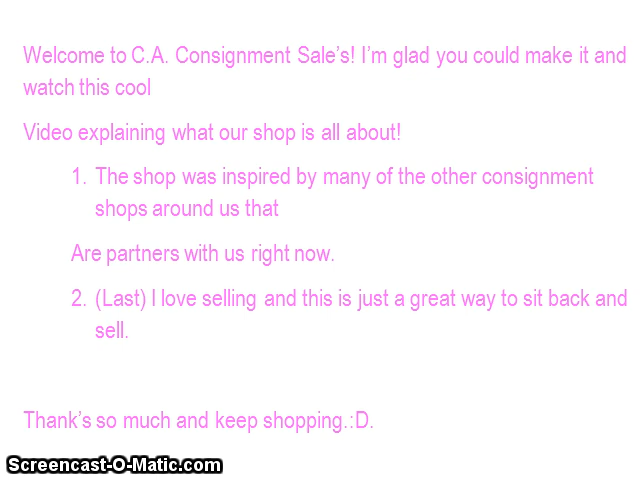 Welcome to C.A. Consignment Sale’s! I’m glad you could make it and
watch this cool
Video explaining what our shop is all about!
1. The shop was inspired by many of the other consignment
shops around us that
Are partners with us right now.
2. (Last) I love selling and this is just a great way to sit back and
sell.
Thank’s so much and keep shopping.:D.
Screencast-O-Matic.com